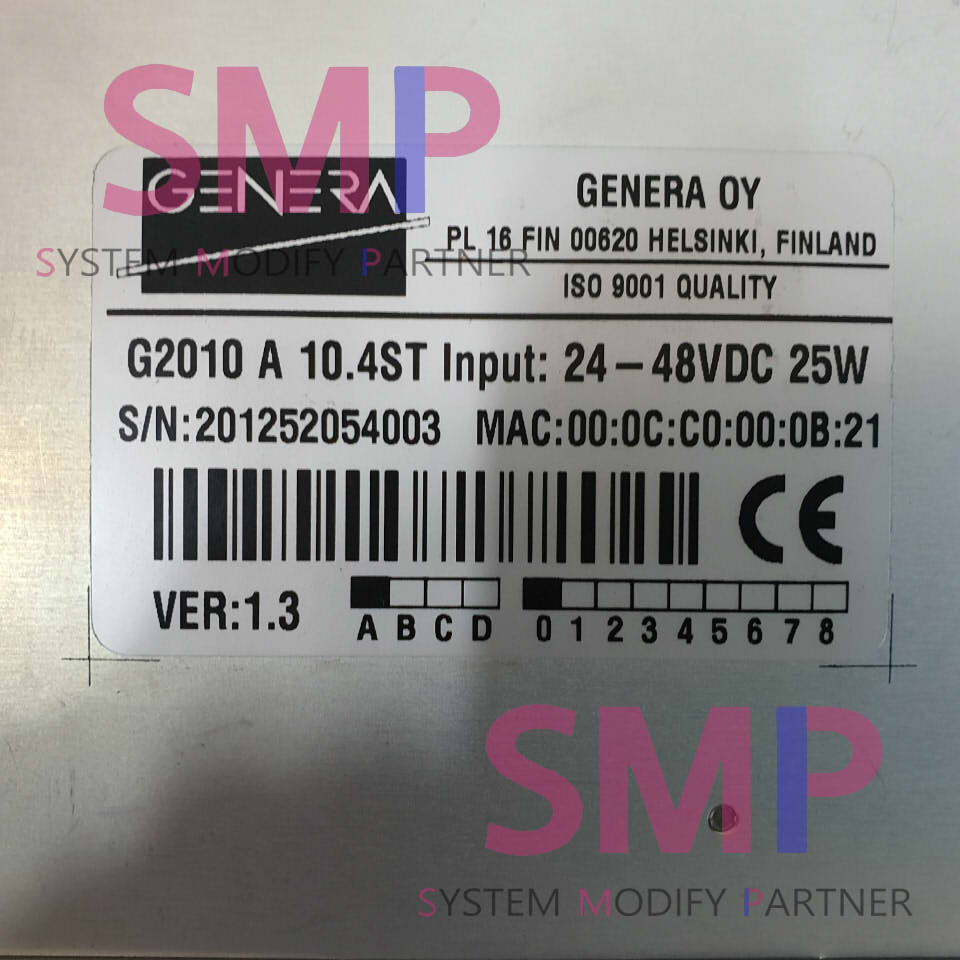 SMP
GENERA
GENERA OY
PL 16 FIN 00620 HELSINKI, FINLAND
SYSTEM MODIFY PARTNER
ISO 9001 QUALITY
G2010 A 10.4ST Input: 24-48VDC 25W
S/N:201252054003 MAC:00:0C:C0:00:0B:21
CE
VER:1.3
A B C D 0 1 2 3 4 5 6 7 8
SMP
SYSTEM MODIFY PARTNER